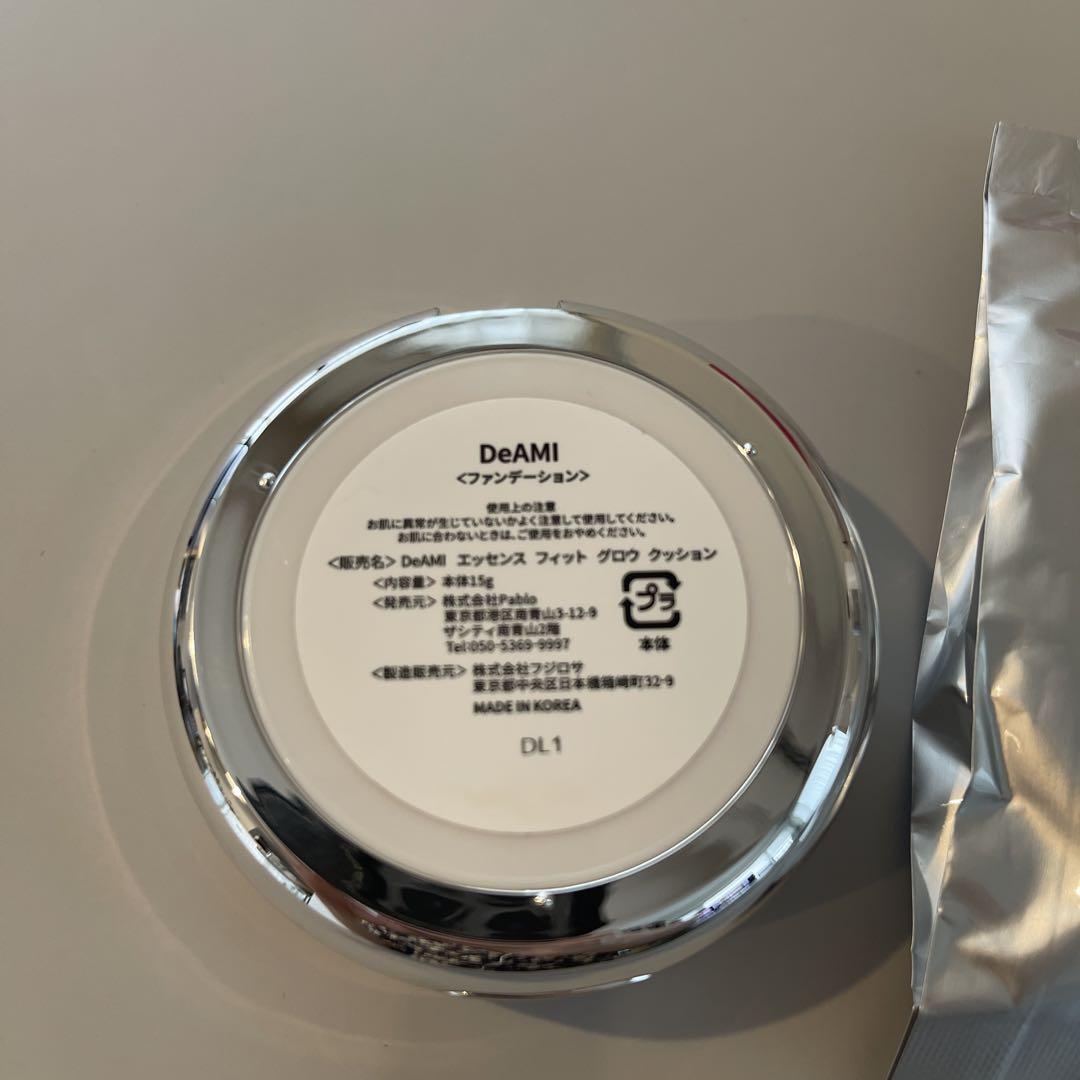 DeAMI
<ファンデーション>
使用上の注意
お肌に異常が生じていないかよく注意して使用してください。
お肌に合わないときは、ご使用をおやめください。
<販売名> DeAMI エッセンス フィット グロウ クッション
<内容量> 本体15g
<発売元> 株式会社Pablo
東京都港区南青山3-12-9
ザシティ南青山2階
Tel:050-5369-9997
プラ
本体
<製造販売元> 株式会社フジロサ
東京都中央区日本橋箱崎町32-9
MADE IN KOREA
DL1